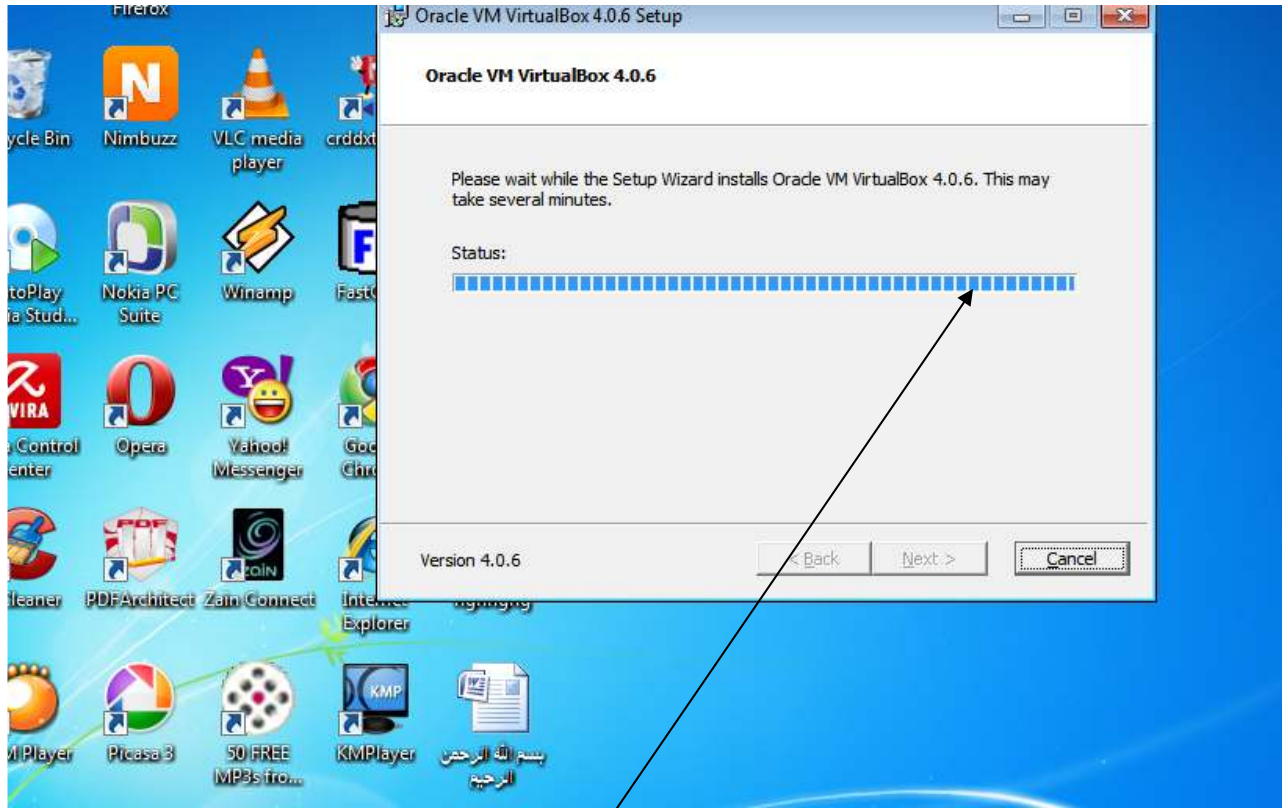 Firefox
Oracle VM VirtualBox 4.0.6 Setup
Oracle VM VirtualBox 4.0.6
Please wait while the Setup Wizard installs Oracle VM VirtualBox 4.0.6. This may
take several minutes.
Status:
Version 4.0.6
< Back
Next >
Cancel
ycle Bin
N
Nimbuzz
VLC media
player
crddxt
toPlay
ia Stud...
Nokia PC
Suite
Winamp
F
FastC
VIRA
a Control
enter
Opera
Y!
Yahoo!
Messenger
Goo
Chro
leaner
PDF
PDFArchitect
zain
Zain Connect
Internet
Explorer
M Player
Picasa 3
50 FREE
MP3s fro...
KMP
KMPlayer
W
بسم الله الرحمن
الرحيم